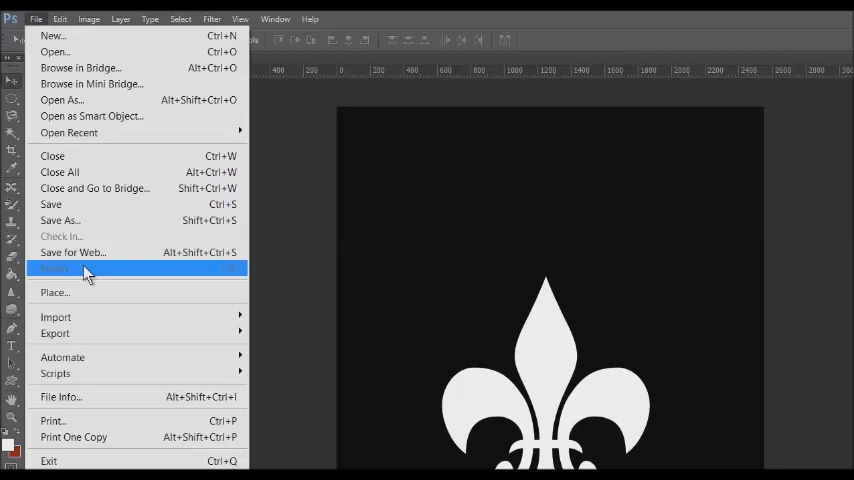 Ps File Edit Image Layer Type Select Filter View Window Help
New... Ctrl+N
Open... Ctrl+O
Browse in Bridge... Alt+Ctrl+O
Browse in Mini Bridge...
Open As... Alt+Shift+Ctrl+O
Open as Smart Object...
Open Recent
Close Ctrl+W
Close All Alt+Ctrl+W
Close and Go to Bridge... Shift+Ctrl+W
Save Ctrl+S
Save As... Shift+Ctrl+S
Check In...
Save for Web... Alt+Shift+Ctrl+S
Place...
Import
Export
Automate
Scripts
File Info... Alt+Shift+Ctrl+I
Print... Ctrl+P
Print One Copy Alt+Shift+Ctrl+P
Exit Ctrl+Q
400 200 0 200 400 600 800 1000 1200 1400 1600 1800 2000 2200 2400 2600 2800